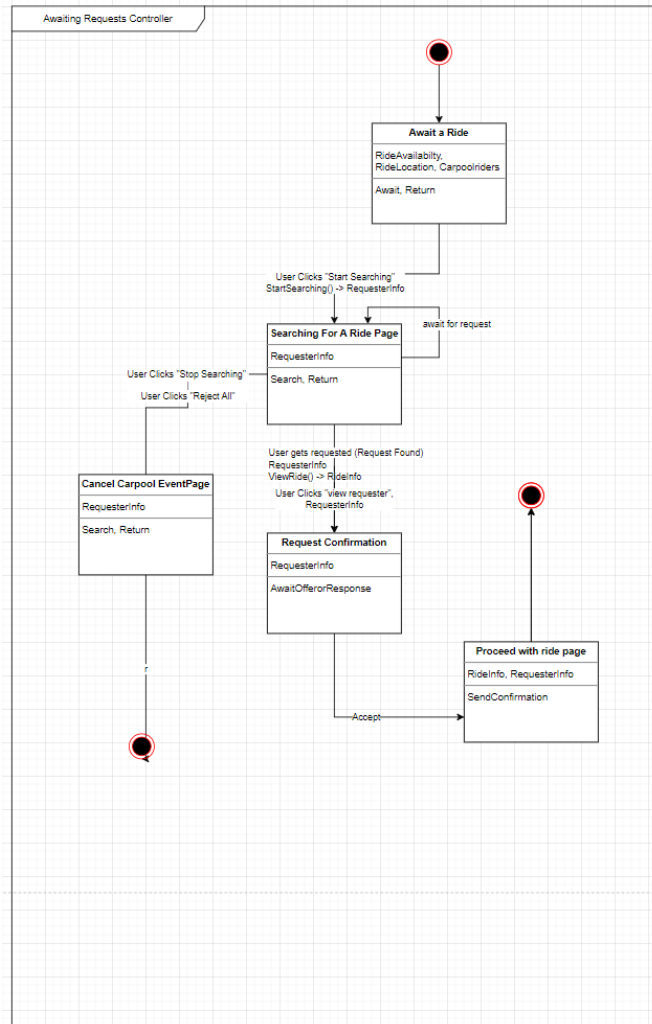 Awaiting Requests Controller
Await a Ride
RideAvailabilty,
RideLocation, Carpoolriders
Await, Return
User Clicks "Start Searching"
StartSearching() -> RequesterInfo
Searching For A Ride Page
await for request
RequesterInfo
Search, Return
User Clicks "Stop Searching"
User Clicks "Reject All"
User gets requested (Request Found)
RequesterInfo
ViewRide() -> RideInfo
User Clicks "view requester",
RequesterInfo
Cancel Carpool EventPage
RequesterInfo
Search, Return
Request Confirmation
RequesterInfo
AwaitOfferorResponse
Proceed with ride page
RideInfo, RequesterInfo
SendConfirmation
r
Accept